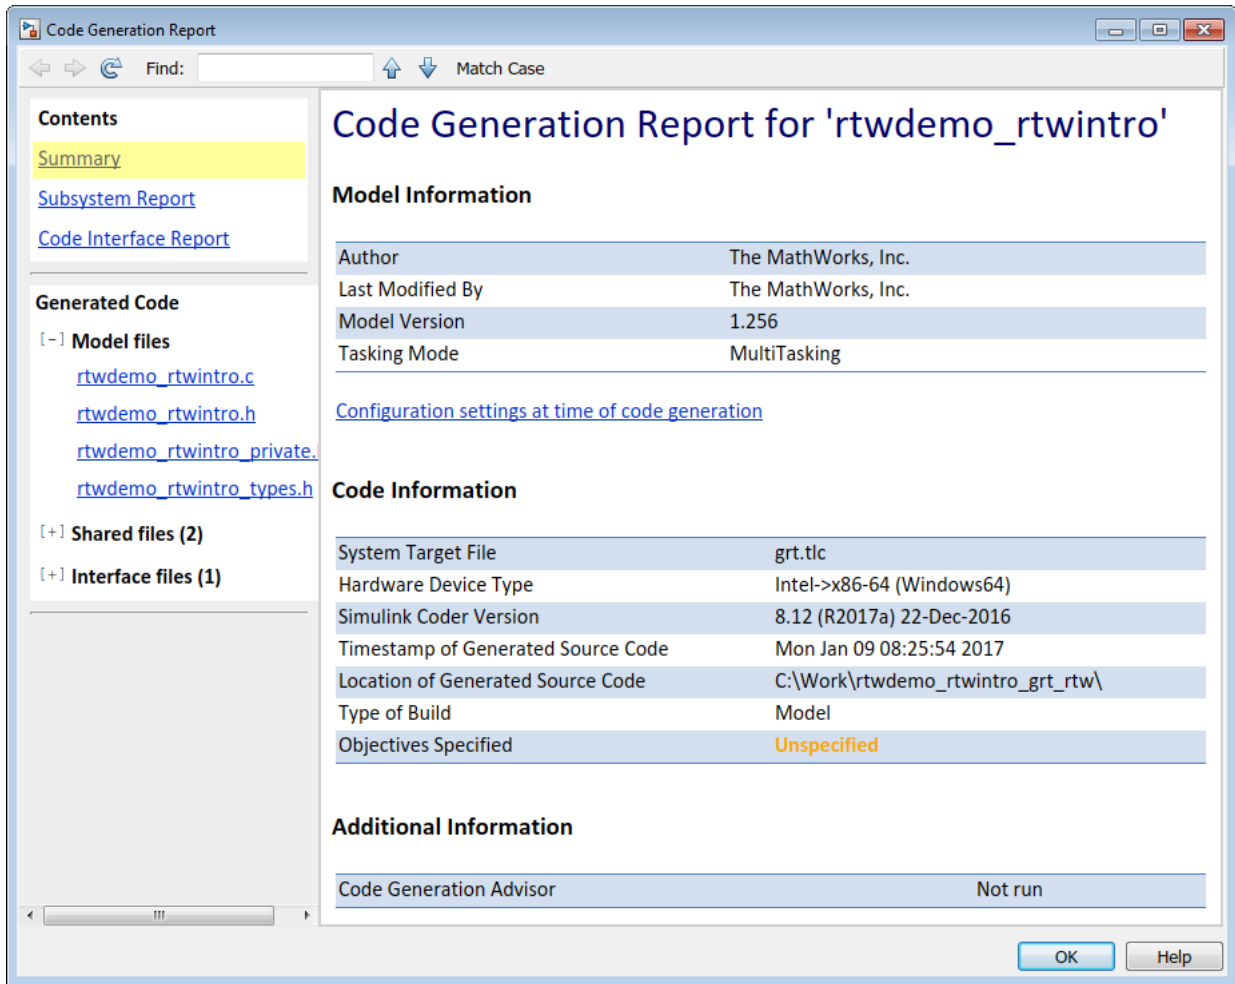 Code Generation Report
Find:
Match Case
Contents
Summary
Subsystem Report
Code Interface Report
Generated Code
[-] Model files
rtwdemo_rtwintro.c
rtwdemo_rtwintro.h
rtwdemo_rtwintro_private.
rtwdemo_rtwintro_types.h
[+] Shared files (2)
[+] Interface files (1)
Code Generation Report for 'rtwdemo_rtwintro'
Model Information
Author The MathWorks, Inc.
Last Modified By The MathWorks, Inc.
Model Version 1.256
Tasking Mode MultiTasking
Configuration settings at time of code generation
Code Information
System Target File grt.tlc
Hardware Device Type Intel->x86-64 (Windows64)
Simulink Coder Version 8.12 (R2017a) 22-Dec-2016
Timestamp of Generated Source Code Mon Jan 09 08:25:54 2017
Location of Generated Source Code C:\Work\rtwdemo_rtwintro_grt_rtw\
Type of Build Model
Objectives Specified Unspecified
Additional Information
Code Generation Advisor Not run
OK
Help